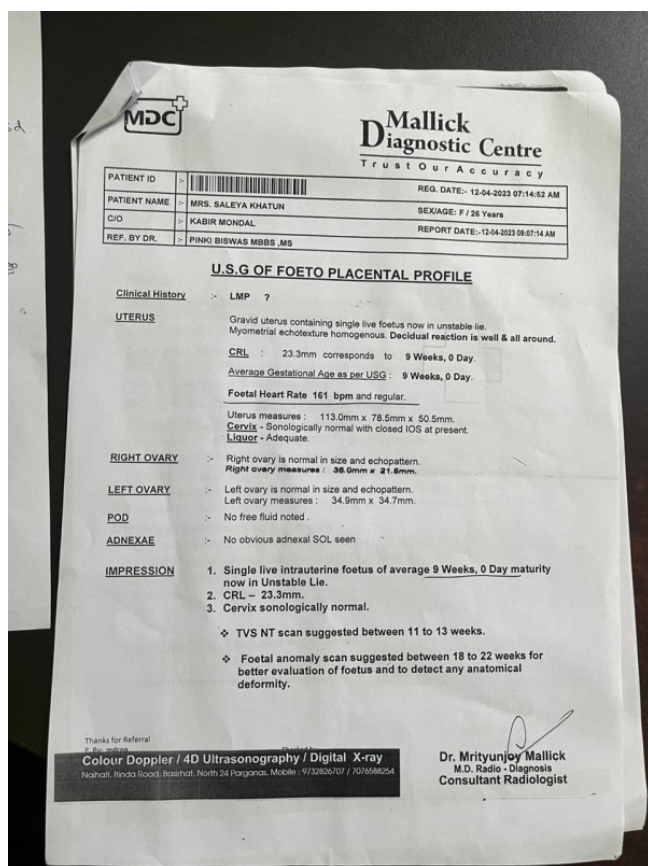 MDC
Mallick
Diagnostic Centre
Trust Our Accuracy
PATIENT ID :-
REG. DATE:- 12-04-2023 07:14:52 AM
PATIENT NAME :- MRS. SALEYA KHATUN
SEX/AGE: F / 26 Years
C/O :- KABIR MONDAL
REPORT DATE:-12-04-2023 09:07:14 AM
REF. BY DR. :- PINKI BISWAS MBBS ,MS
U.S.G OF FOETO PLACENTAL PROFILE
Clinical History :- LMP ?
UTERUS Gravid uterus containing single live foetus now in unstable lie.
Myometrial echotexture homogenous. Decidual reaction is well & all around.
CRL : 23.3mm corresponds to 9 Weeks, 0 Day.
Average Gestational Age as per USG : 9 Weeks, 0 Day.
Foetal Heart Rate 161 bpm and regular.
Uterus measures : 113.0mm x 78.5mm x 50.5mm.
Cervix - Sonologically normal with closed IOS at present.
Liquor - Adequate.
RIGHT OVARY :- Right ovary is normal in size and echopattern.
Right ovary measures : 36.0mm x 21.8mm.
LEFT OVARY :- Left ovary is normal in size and echopattern.
Left ovary measures : 34.9mm x 34.7mm.
POD :- No free fluid noted .
ADNEXAE :- No obvious adnexal SOL seen
IMPRESSION 1. Single live intrauterine foetus of average 9 Weeks, 0 Day maturity
now in Unstable Lie.
2. CRL – 23.3mm.
3. Cervix sonologically normal.
❖ TVS NT scan suggested between 11 to 13 weeks.
❖ Foetal anomaly scan suggested between 18 to 22 weeks for
better evaluation of foetus and to detect any anatomical
deformity.
Thanks for Referral
Colour Doppler / 4D Ultrasonography / Digital X-ray
Naihati, Itinda Road, Basirhat, North 24 Parganas, Mobile : 9732826707 / 7076588254
Dr. Mrityunjoy Mallick
M.D. Radio - Diagnosis
Consultant Radiologist